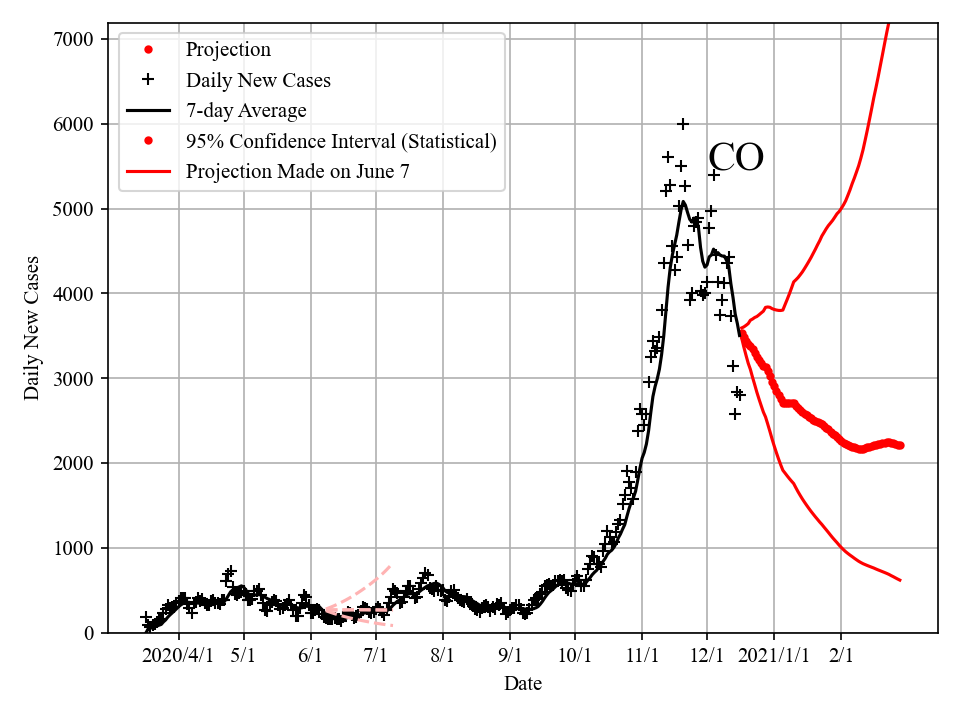 7000
6000
5000
4000
3000
2000
1000
0
Daily New Cases
Projection
Daily New Cases
7-day Average
95% Confidence Interval (Statistical)
Projection Made on June 7
CO
2020/4/1 5/1 6/1 7/1 8/1 9/1 10/1 11/1 12/1 2021/1/1 2/1
Date